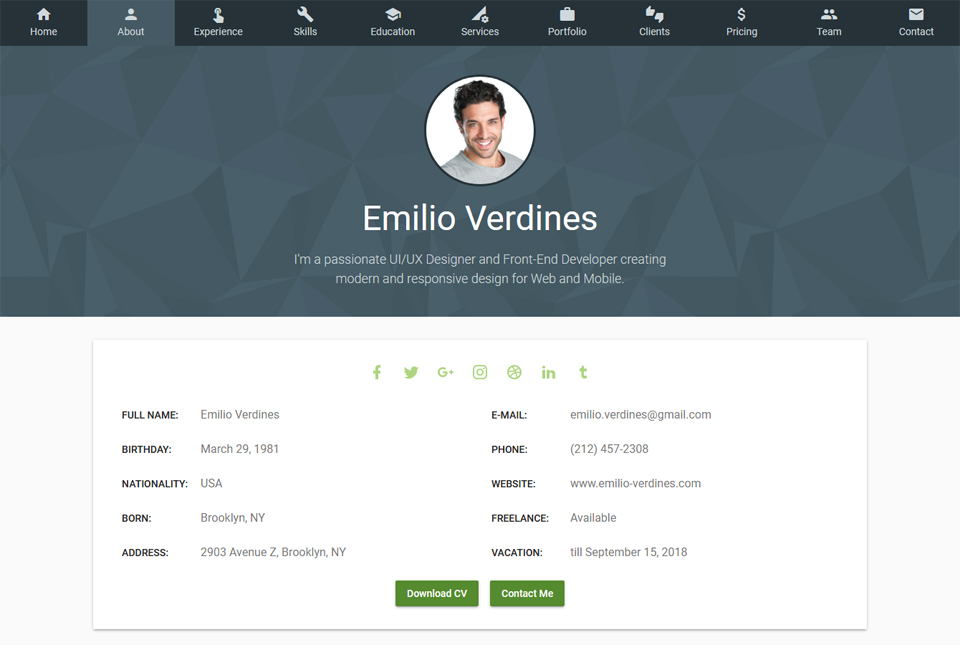 Home About Experience Skills Education Services Portfolio Clients Pricing Team Contact
Emilio Verdines
I'm a passionate UI/UX Designer and Front-End Developer creating
modern and responsive design for Web and Mobile.
FULL NAME: Emilio Verdines E-MAIL: emilio.verdines@gmail.com
BIRTHDAY: March 29, 1981 PHONE: (212) 457-2308
NATIONALITY: USA WEBSITE: www.emilio-verdines.com
BORN: Brooklyn, NY FREELANCE: Available
ADDRESS: 2903 Avenue Z, Brooklyn, NY VACATION: till September 15, 2018
Download CV Contact Me